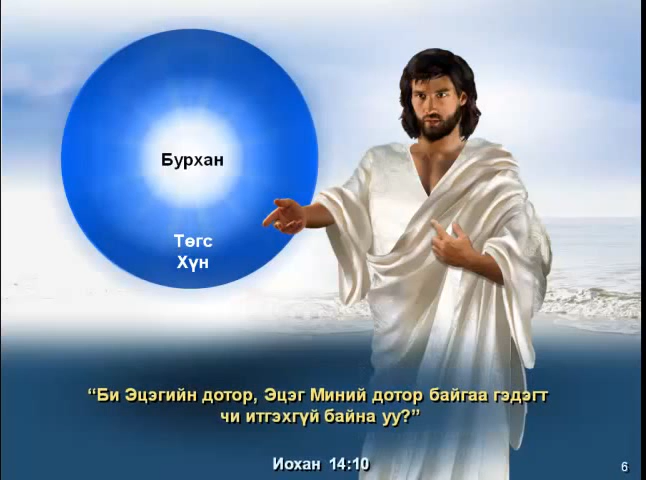 Бурхан
Төгс
Хүн
“Би Эцэгийн дотор, Эцэг Миний дотор байгаа гэдэгт
чи итгэхгүй байна уу?”
Иохан 14:10
6